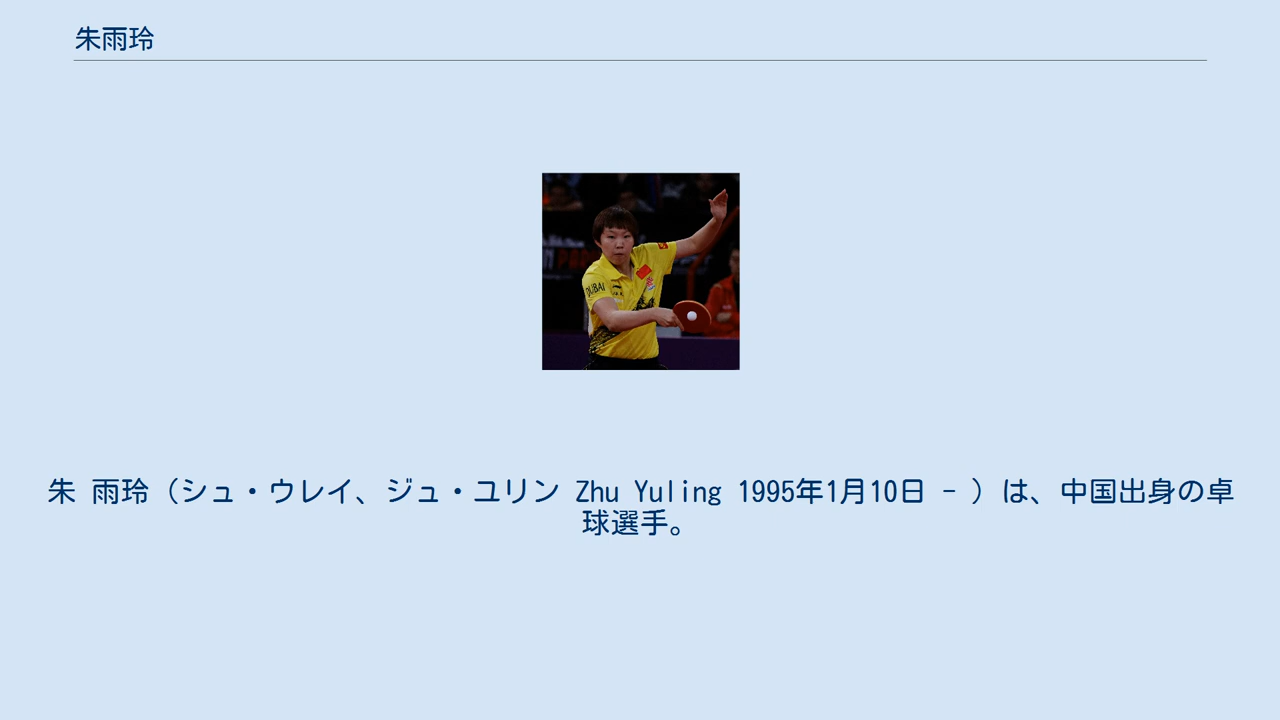 朱雨玲
DUBAI
朱 雨玲（シュ・ウレイ、ジュ・ユリン Zhu Yuling 1995年1月10日 - ）は、中国出身の卓
球選手。